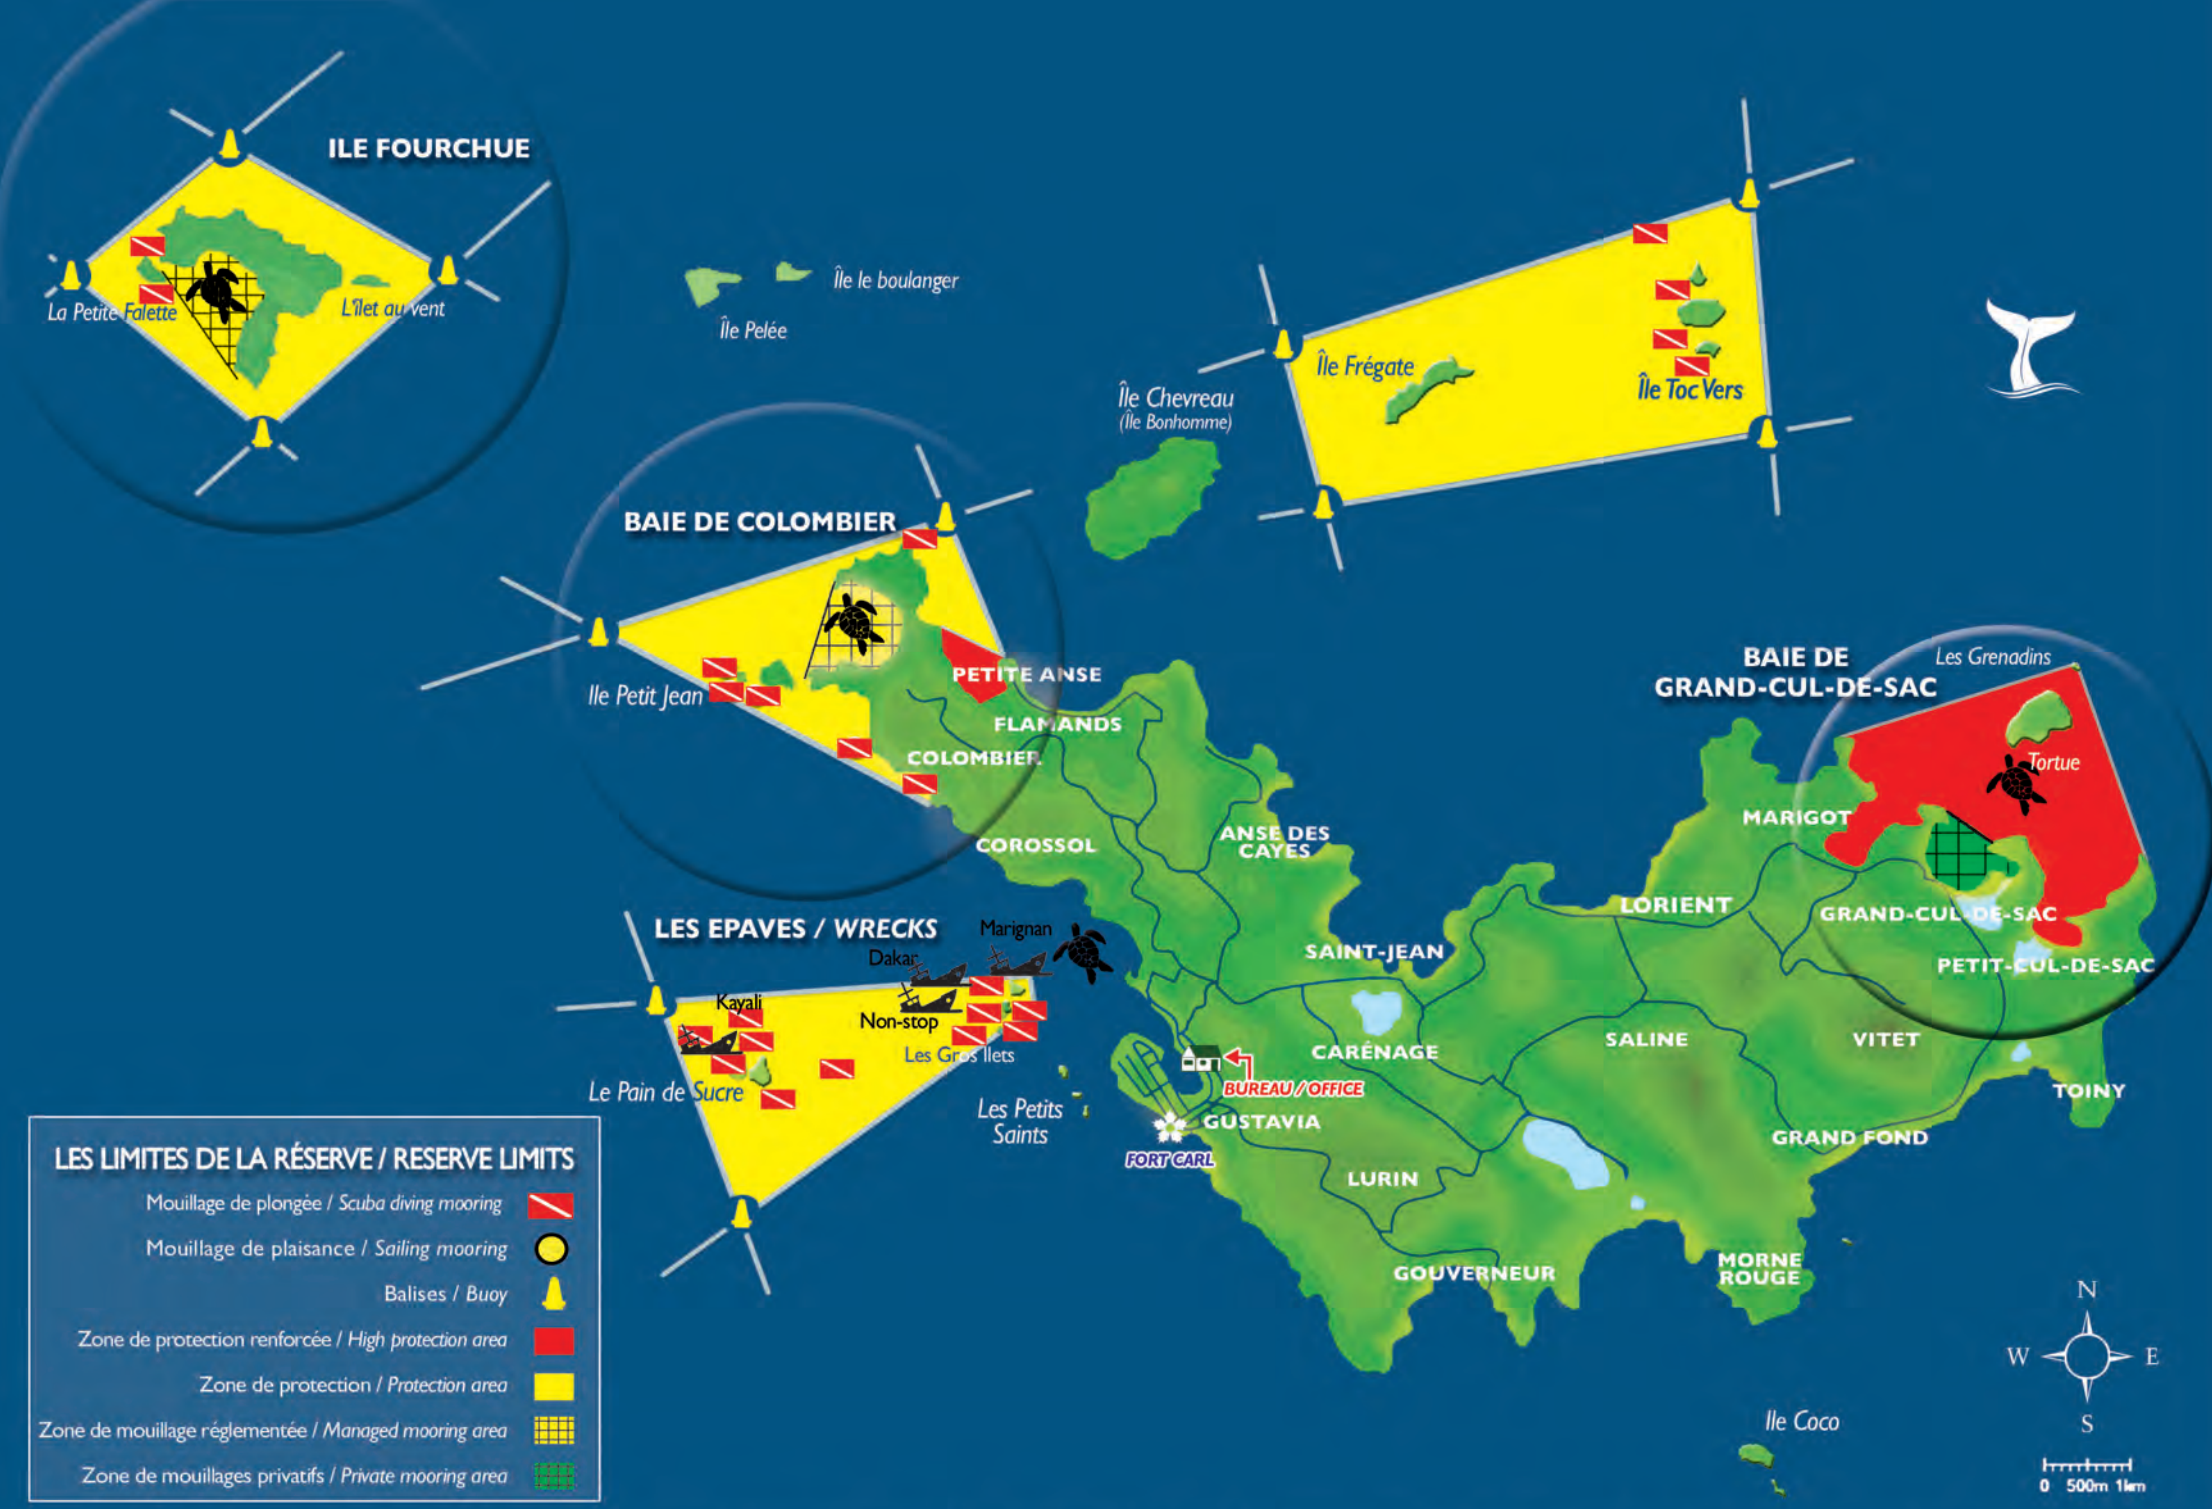 ILE FOURCHUE
La Petite Falette
L'îlet au vent
Île le boulanger
Île Pelée
Île Chevreau
(Île Bonhomme)
Île Frégate
Île Toc Vers
BAIE DE COLOMBIER
Ile Petit Jean
PETITE ANSE
FLAMANDS
COLOMBIER
COROSSOL
ANSE DES
CAYES
BAIE DE
GRAND-CUL-DE-SAC
Les Grenadins
Tortue
MARIGOT
LORIENT
GRAND-CUL-DE-SAC
PETIT-CUL-DE-SAC
SAINT-JEAN
LES EPAVES / WRECKS
Marignan
Dakar
Kayali
Non-stop
Les Gros Ilets
Le Pain de Sucre
Les Petits
Saints
CARÉNAGE
SALINE
VITET
TOINY
BUREAU / OFFICE
GUSTAVIA
FORT CARL
GRAND FOND
LURIN
GOUVERNEUR
MORNE
ROUGE
Ile Coco
LES LIMITES DE LA RÉSERVE / RESERVE LIMITS
Mouillage de plongée / Scuba diving mooring
Mouillage de plaisance / Sailing mooring
Balises / Buoy
Zone de protection renforcée / High protection area
Zone de protection / Protection area
Zone de mouillage réglementée / Managed mooring area
Zone de mouillages privatifs / Private mooring area
N
W E
S
0 500m 1km